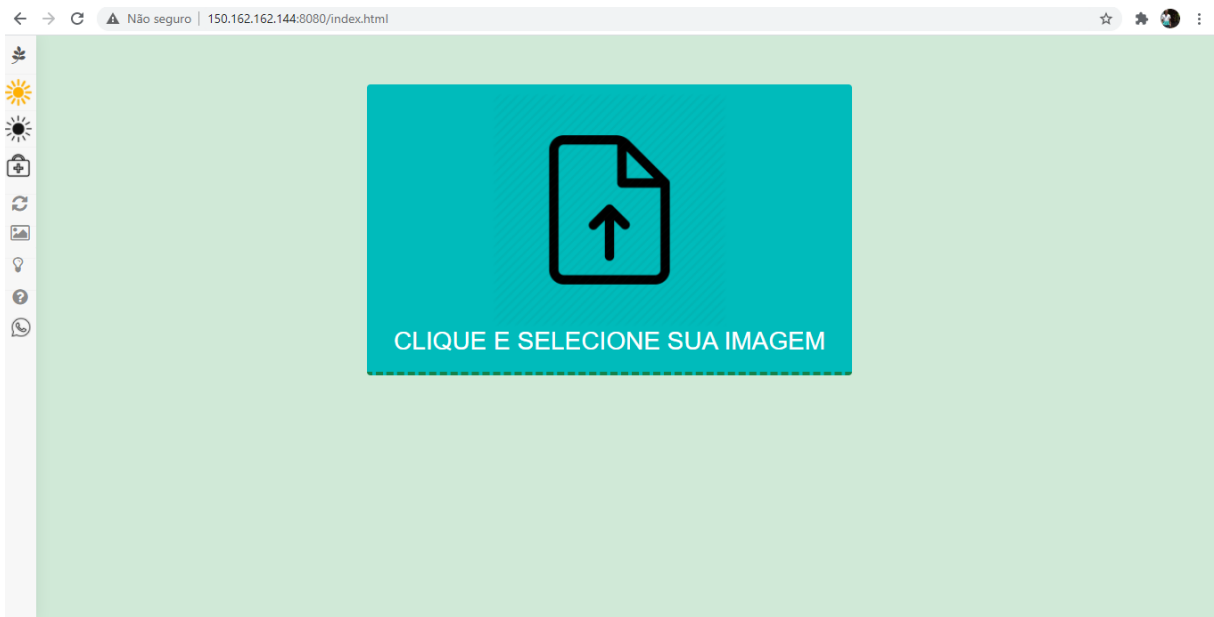 Não seguro | 150.162.162.144:8080/index.html
CLIQUE E SELECIONE SUA IMAGEM